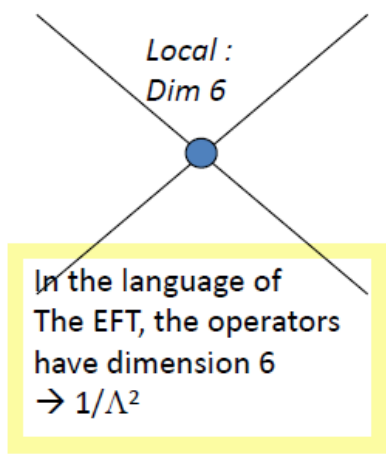 Local :
Dim 6
In the language of
The EFT, the operators
have dimension 6
→ 1/Λ²